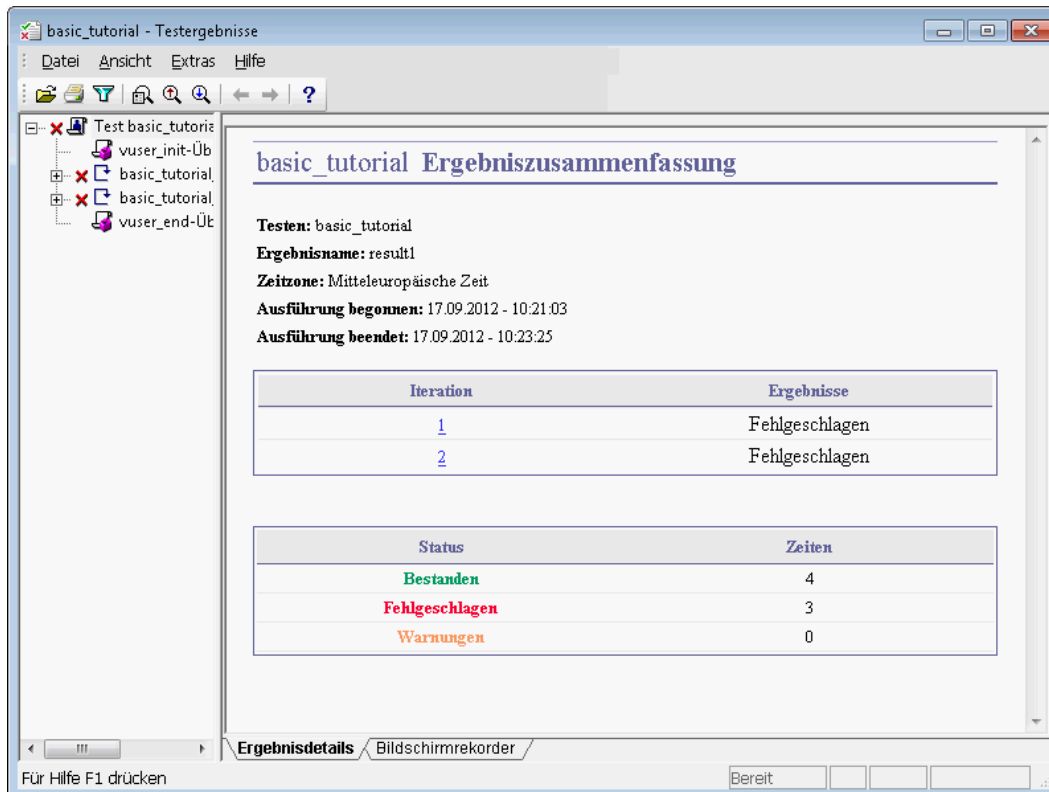 basic_tutorial - Testergebnisse
Datei Ansicht Extras Hilfe
Test basic_tutoria
vuser_init-Üb
basic_tutorial_
basic_tutorial_
vuser_end-Üb
basic_tutorial Ergebniszusammenfassung
Testen: basic_tutorial
Ergebnisname: result1
Zeitzone: Mitteleuropäische Zeit
Ausführung begonnen: 17.09.2012 - 10:21:03
Ausführung beendet: 17.09.2012 - 10:23:25
Iteration Ergebnisse
1 Fehlgeschlagen
2 Fehlgeschlagen
Status Zeiten
Bestanden 4
Fehlgeschlagen 3
Warnungen 0
Ergebnisdetails Bildschirmrekorder
Für Hilfe F1 drücken Bereit